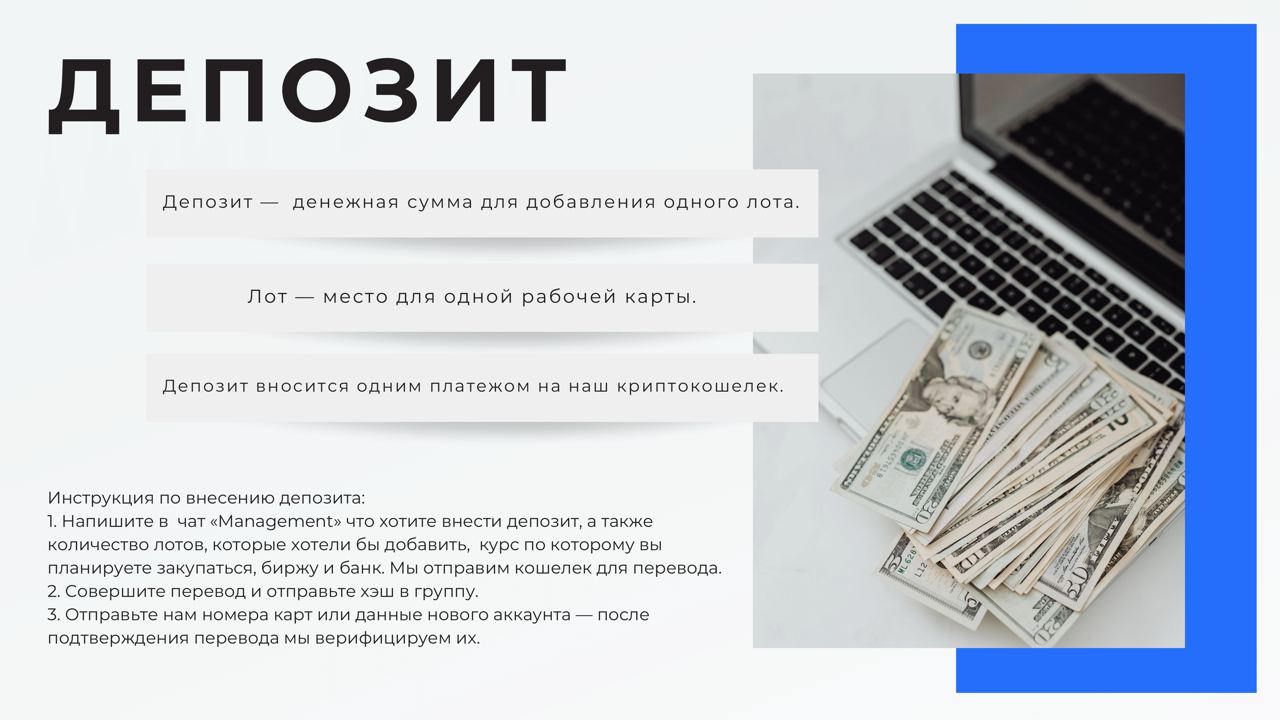 ДЕПОЗИТ
Депозит — денежная сумма для добавления одного лота.
Лот — место для одной рабочей карты.
Депозит вносится одним платежом на наш криптокошелек.
Инструкция по внесению депозита:
1. Напишите в чат «Management» что хотите внести депозит, а также
количество лотов, которые хотели бы добавить, курс по которому вы
планируете закупаться, биржу и банк. Мы отправим кошелек для перевода.
2. Совершите перевод и отправьте хэш в группу.
3. Отправьте нам номера карт или данные нового аккаунта — после
подтверждения перевода мы верифицируем их.